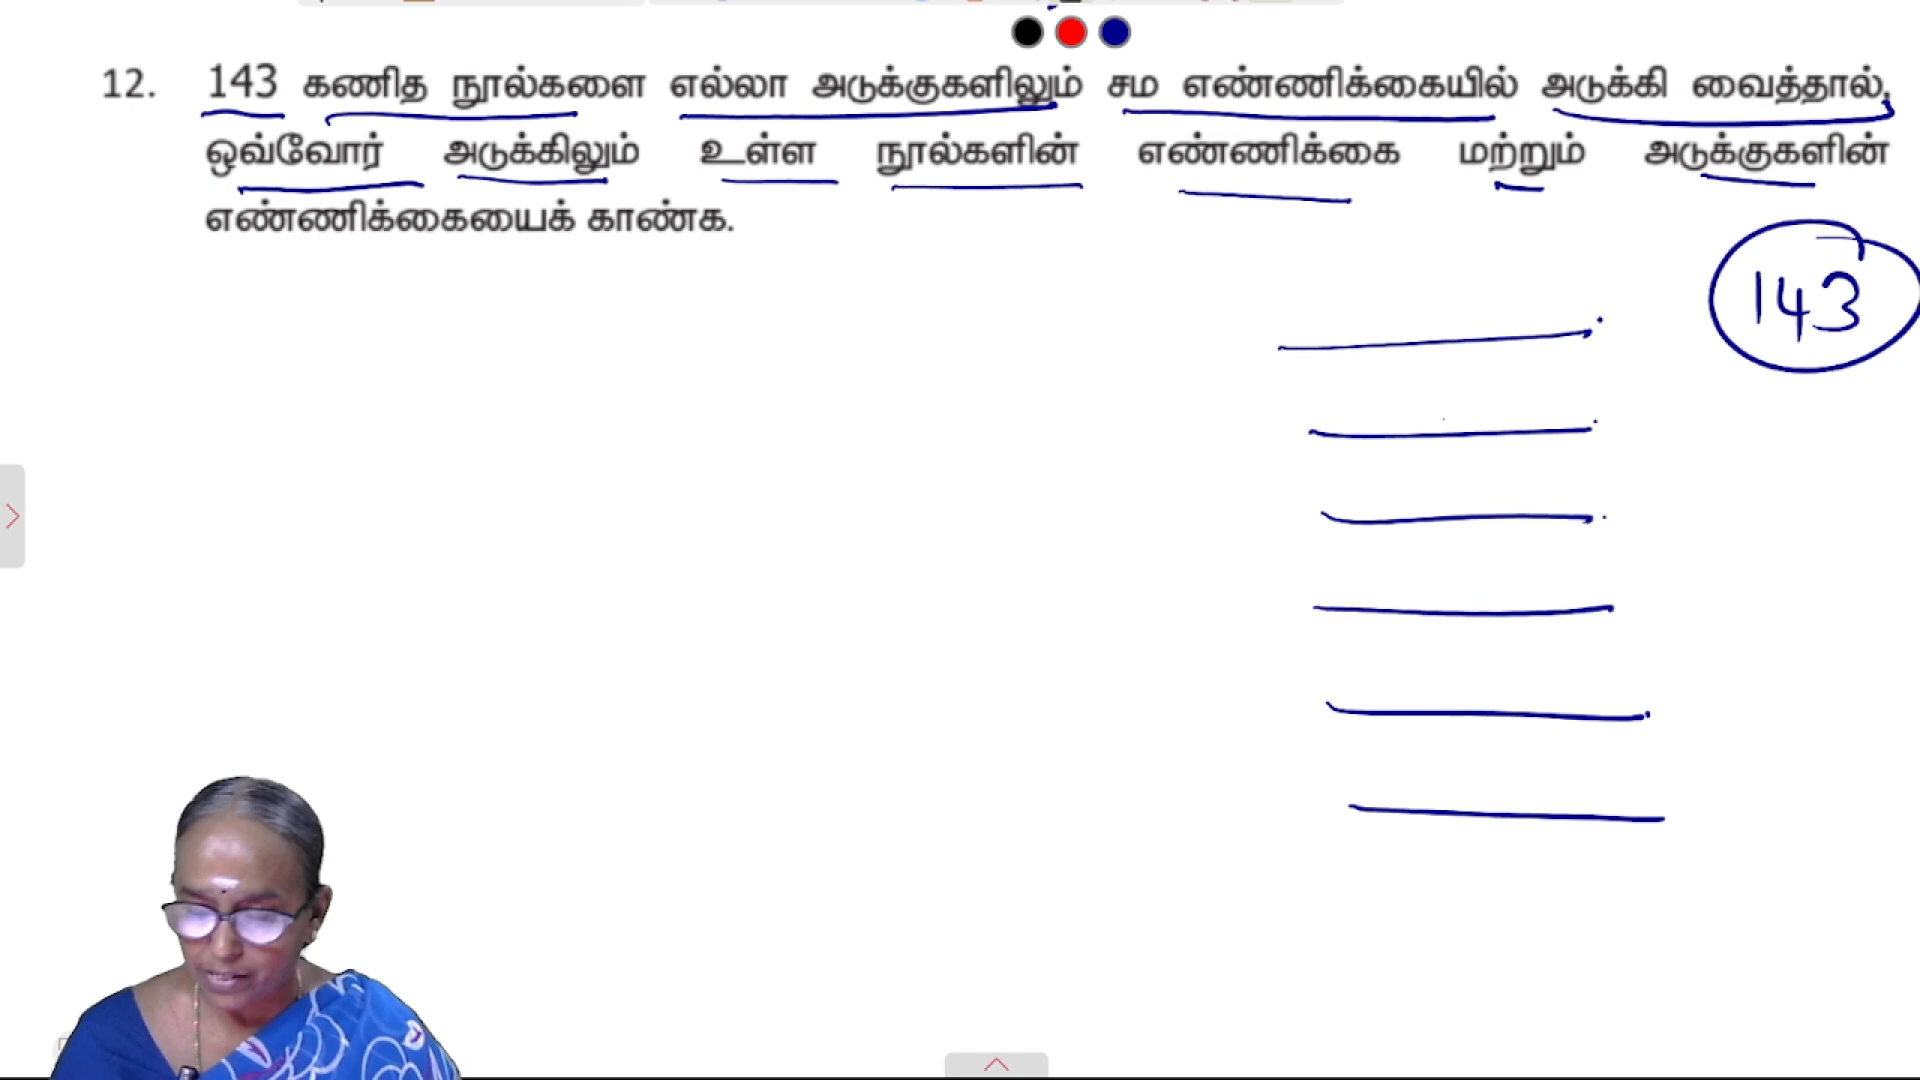 12. 143 கணித நூல்களை எல்லா அடுக்குகளிலும் சம எண்ணிக்கையில் அடுக்கி வைத்தால்,
ஒவ்வோர் அடுக்கிலும் உள்ள நூல்களின் எண்ணிக்கை மற்றும் அடுக்குகளின்
எண்ணிக்கையைக் காண்க.
143